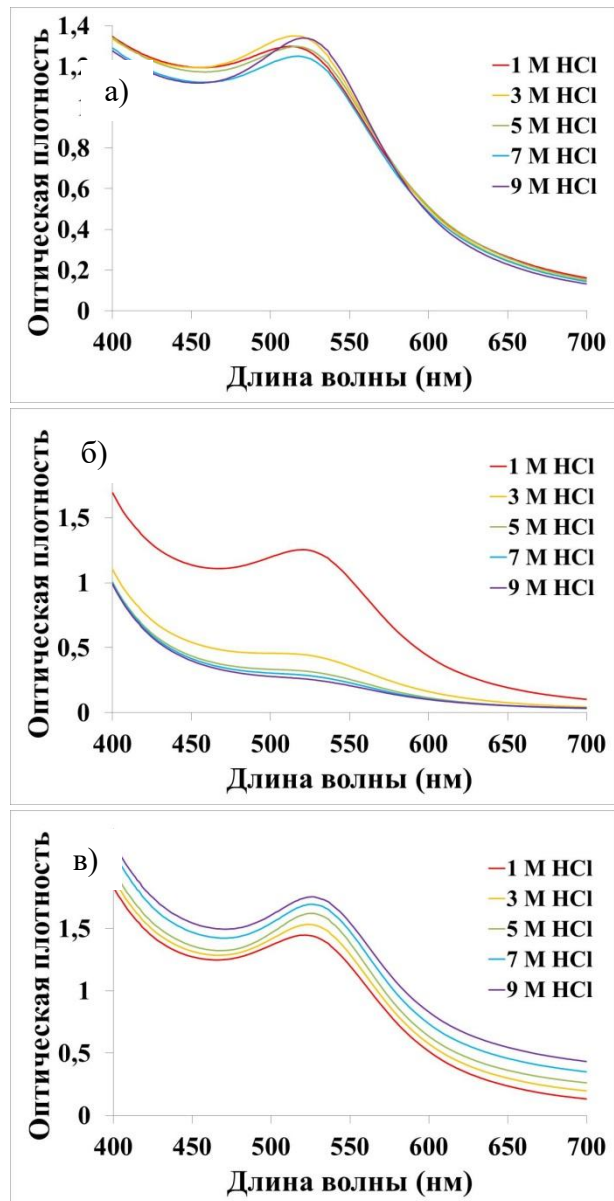 Оптическая плотность
1,4
1,2
1
0,8
0,6
0,4
0,2
0
а)
1 M HCl
3 M HCl
5 M HCl
7 M HCl
9 M HCl
400 450 500 550 600 650 700
Длина волны (нм)
Оптическая плотность
б)
1,5
1
0,5
0
1 M HCl
3 M HCl
5 M HCl
7 M HCl
9 M HCl
400 450 500 550 600 650 700
Длина волны (нм)
Оптическая плотность
в)
1,5
1
0,5
0
1 M HCl
3 M HCl
5 M HCl
7 M HCl
9 M HCl
400 450 500 550 600 650 700
Длина волны (нм)